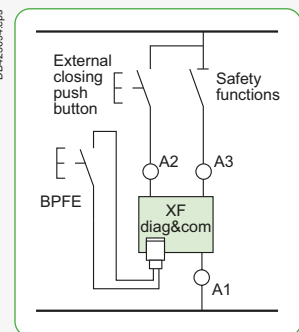 External
closing
push
button
Safety
functions
A2
A3
BPFE
XF
diag&com
A1